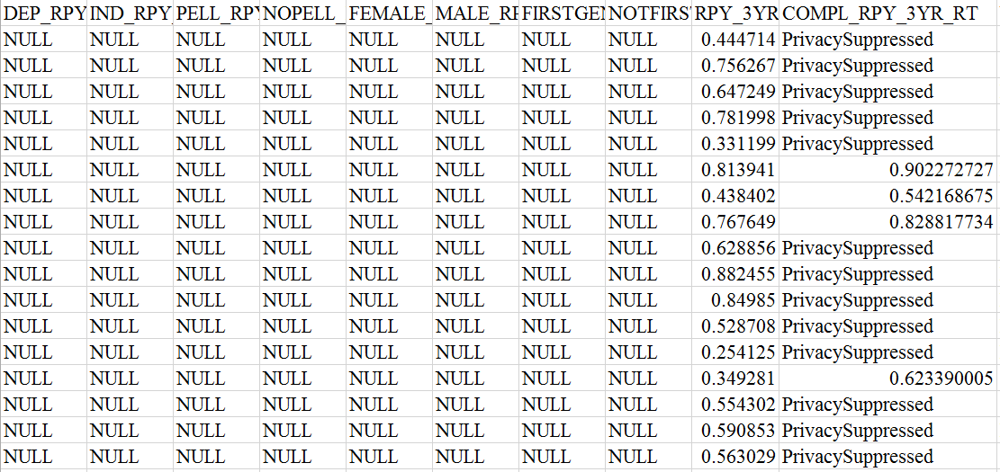 DEP_RPY IND_RPY PELL_RPY NOPELL_ FEMALE_ MALE_RE FIRSTGEN NOTFIRST RPY_3YR COMPL_RPY_3YR_RT
NULL NULL NULL NULL NULL NULL NULL NULL 0.444714 PrivacySuppressed
NULL NULL NULL NULL NULL NULL NULL NULL 0.756267 PrivacySuppressed
NULL NULL NULL NULL NULL NULL NULL NULL 0.647249 PrivacySuppressed
NULL NULL NULL NULL NULL NULL NULL NULL 0.781998 PrivacySuppressed
NULL NULL NULL NULL NULL NULL NULL NULL 0.331199 PrivacySuppressed
NULL NULL NULL NULL NULL NULL NULL NULL 0.813941 0.902272727
NULL NULL NULL NULL NULL NULL NULL NULL 0.438402 0.542168675
NULL NULL NULL NULL NULL NULL NULL NULL 0.767649 0.828817734
NULL NULL NULL NULL NULL NULL NULL NULL 0.628856 PrivacySuppressed
NULL NULL NULL NULL NULL NULL NULL NULL 0.882455 PrivacySuppressed
NULL NULL NULL NULL NULL NULL NULL NULL 0.84985 PrivacySuppressed
NULL NULL NULL NULL NULL NULL NULL NULL 0.528708 PrivacySuppressed
NULL NULL NULL NULL NULL NULL NULL NULL 0.254125 PrivacySuppressed
NULL NULL NULL NULL NULL NULL NULL NULL 0.349281 0.623390005
NULL NULL NULL NULL NULL NULL NULL NULL 0.554302 PrivacySuppressed
NULL NULL NULL NULL NULL NULL NULL NULL 0.590853 PrivacySuppressed
NULL NULL NULL NULL NULL NULL NULL NULL 0.563029 PrivacySuppressed